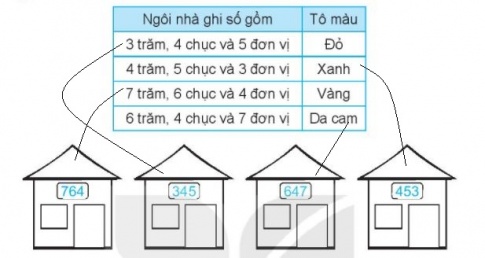 Ngôi nhà ghi số gồm Tô màu
3 trăm, 4 chục và 5 đơn vị Đỏ
4 trăm, 5 chục và 3 đơn vị Xanh
7 trăm, 6 chục và 4 đơn vị Vàng
6 trăm, 4 chục và 7 đơn vị Da cam
764 345 647 453